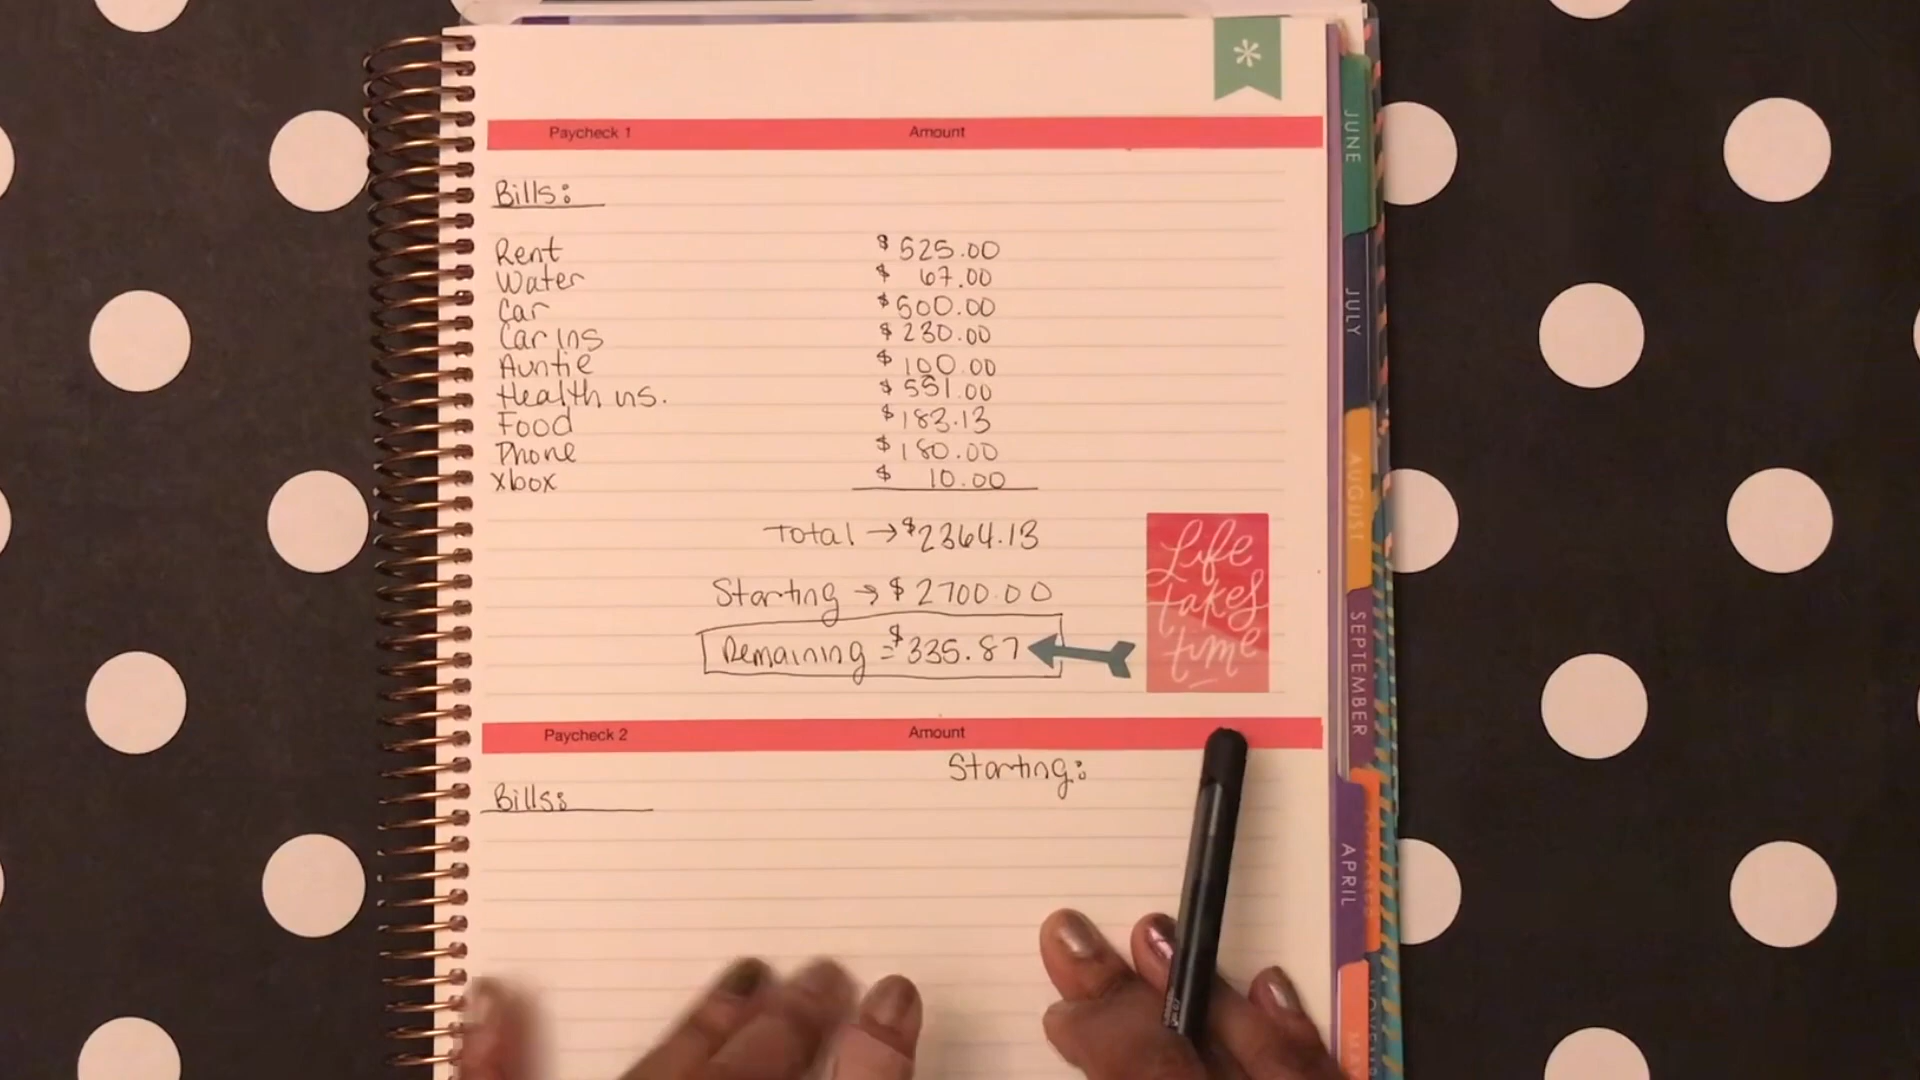 *
Paycheck 1 Amount
Bills:
Rent $ 525.00
Water $ 67.00
Car $ 500.00
Car Ins $ 230.00
Auntie $ 100.00
Health ins. $ 551.00
Food $ 183.13
Phone $ 180.00
Xbox $ 10.00
Total → $2364.13
Starting → $ 2700.00
Remaining = $335.87
Life
takes
time
Paycheck 2 Amount
Starting:
Bills:
JUNE
JULY
AUGUST
SEPTEMBER
APRIL